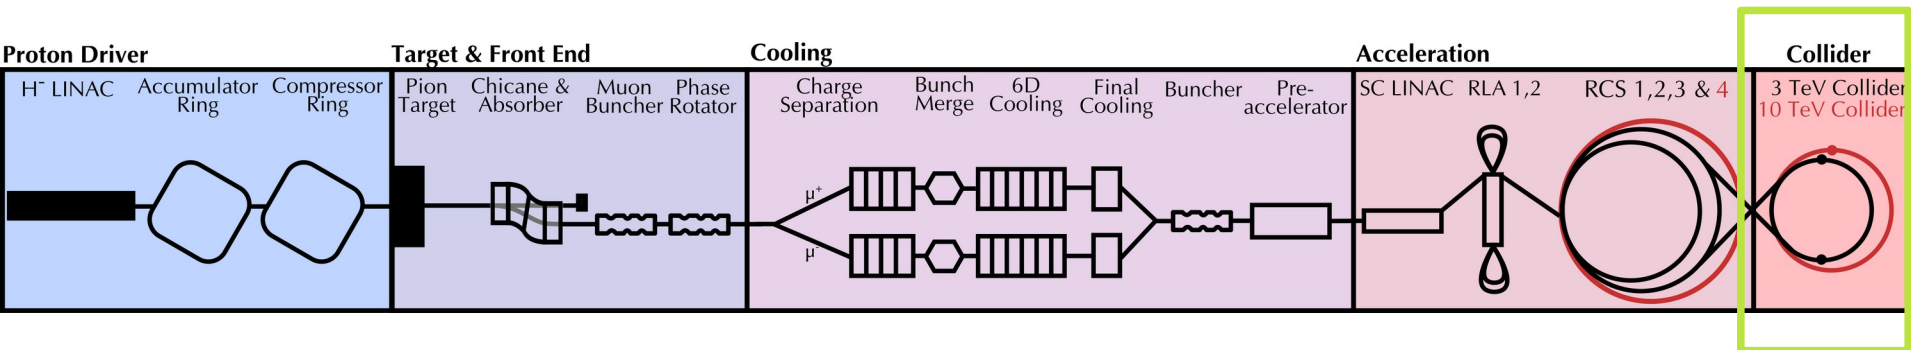 Proton Driver
H⁻ LINAC
Accumulator
Ring
Compressor
Ring
Target & Front End
Pion
Target
Chicane &
Absorber
Muon
Buncher
Phase
Rotator
Cooling
Charge
Separation
Bunch
Merge
6D
Cooling
Final
Cooling
Buncher
Pre-
accelerator
μ⁺
μ⁻
Acceleration
SC LINAC
RLA 1,2
RCS 1,2,3 & 4
Collider
3 TeV Collider
10 TeV Collider